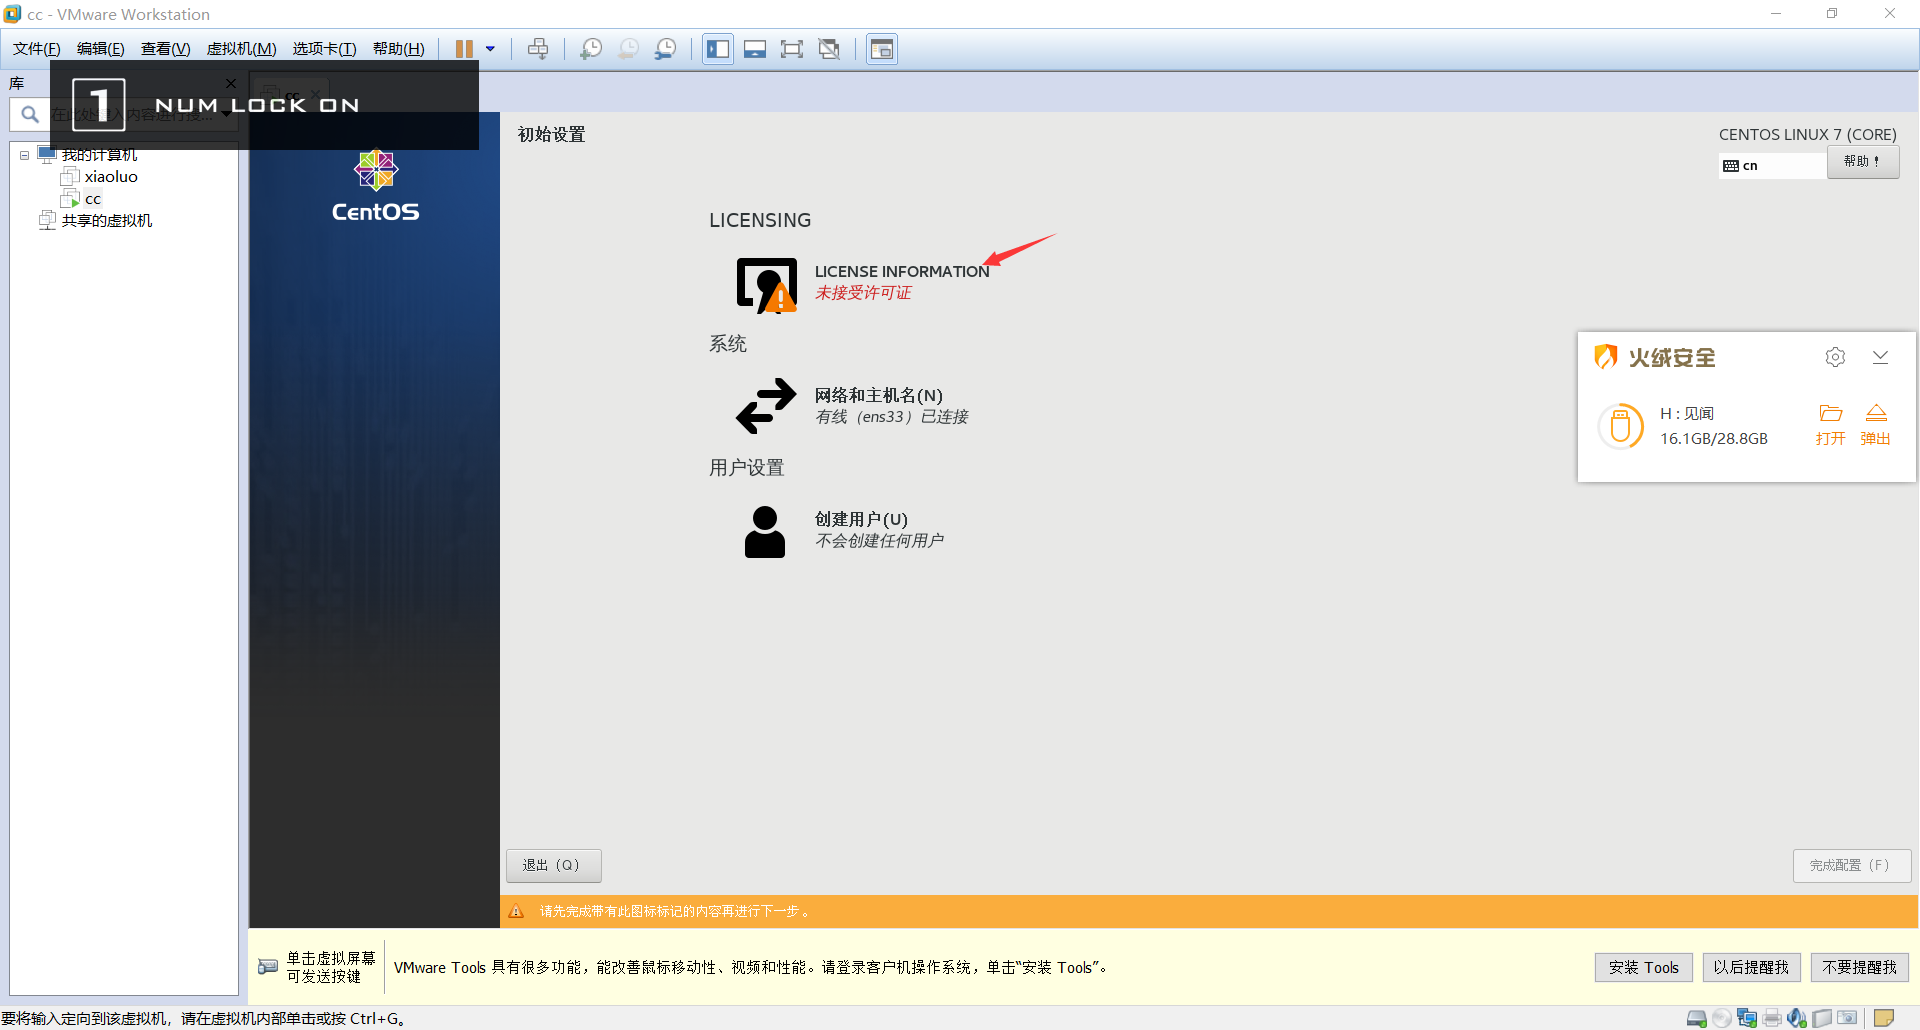 cc - VMware Workstation
文件(F) 编辑(E) 查看(V) 虚拟机(M) 选项卡(T) 帮助(H)
库
cc
1 NUM LOCK ON
在此处键入内容进行搜...
我的计算机
xiaoluo
cc
共享的虚拟机
CentOS
初始设置
CENTOS LINUX 7 (CORE)
cn
帮助！
LICENSING
LICENSE INFORMATION
未接受许可证
系统
网络和主机名(N)
有线（ens33）已连接
用户设置
创建用户(U)
不会创建任何用户
火绒安全
H : 见闻
16.1GB/28.8GB
打开 弹出
退出（Q）
完成配置（F）
请先完成带有此图标标记的内容再进行下一步。
单击虚拟屏幕
可发送按键
VMware Tools 具有很多功能，能改善鼠标移动性、视频和性能。请登录客户机操作系统，单击“安装 Tools”。
安装 Tools 以后提醒我 不要提醒我
要将输入定向到该虚拟机，请在虚拟机内部单击或按 Ctrl+G。